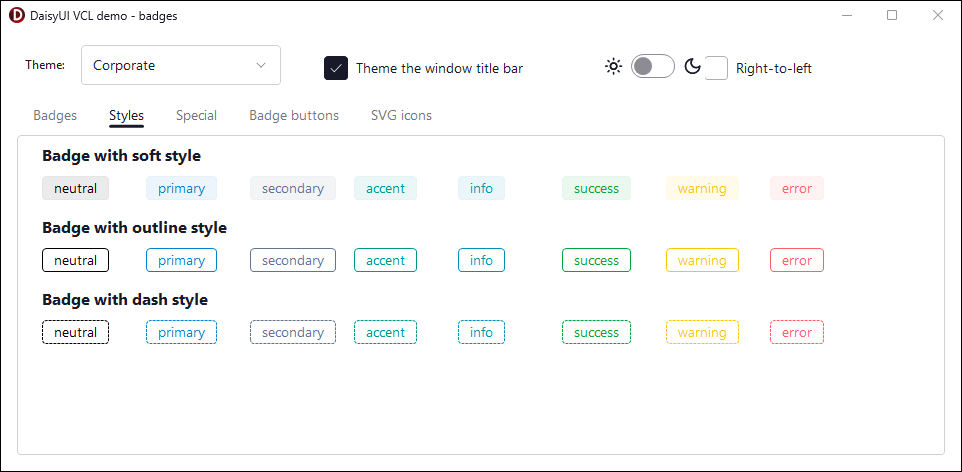 DaisyUI VCL demo - badges
Theme: Corporate Theme the window title bar Right-to-left
Badges Styles Special Badge buttons SVG icons
Badge with soft style
neutral primary secondary accent info success warning error
Badge with outline style
neutral primary secondary accent info success warning error
Badge with dash style
neutral primary secondary accent info success warning error